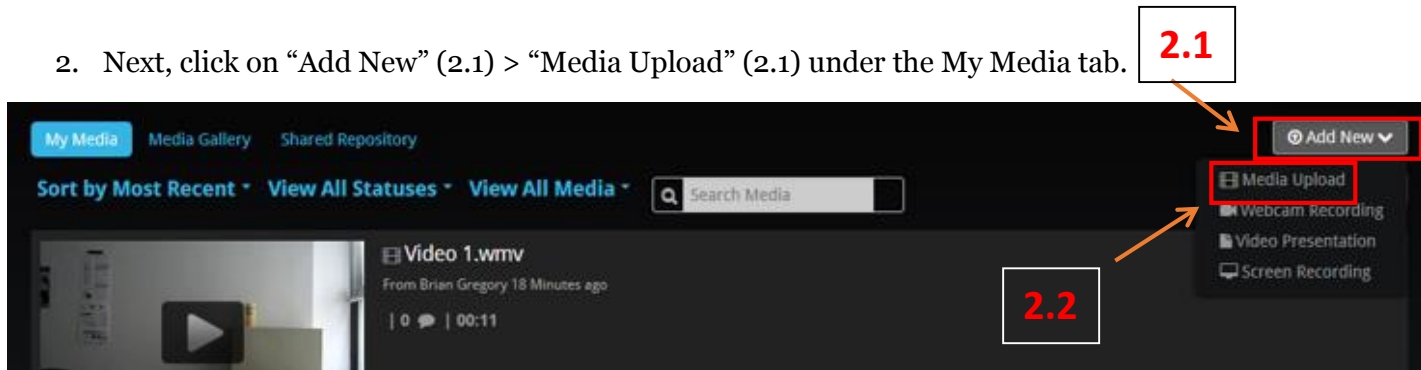 2.1
2. Next, click on “Add New” (2.1) > “Media Upload” (2.1) under the My Media tab.
My Media Media Gallery Shared Repository Add New
Sort by Most Recent View All Statuses View All Media Search Media
Media Upload
Webcam Recording
Video Presentation
Screen Recording
Video 1.wmv
From Brian Gregory 18 Minutes ago
| 0 | 00:11
2.2